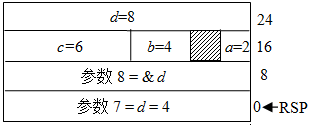 d=8 24
c=6 b=4 a=2 16
参数 8 = & d 8
参数 7 = d = 4 0 RSP